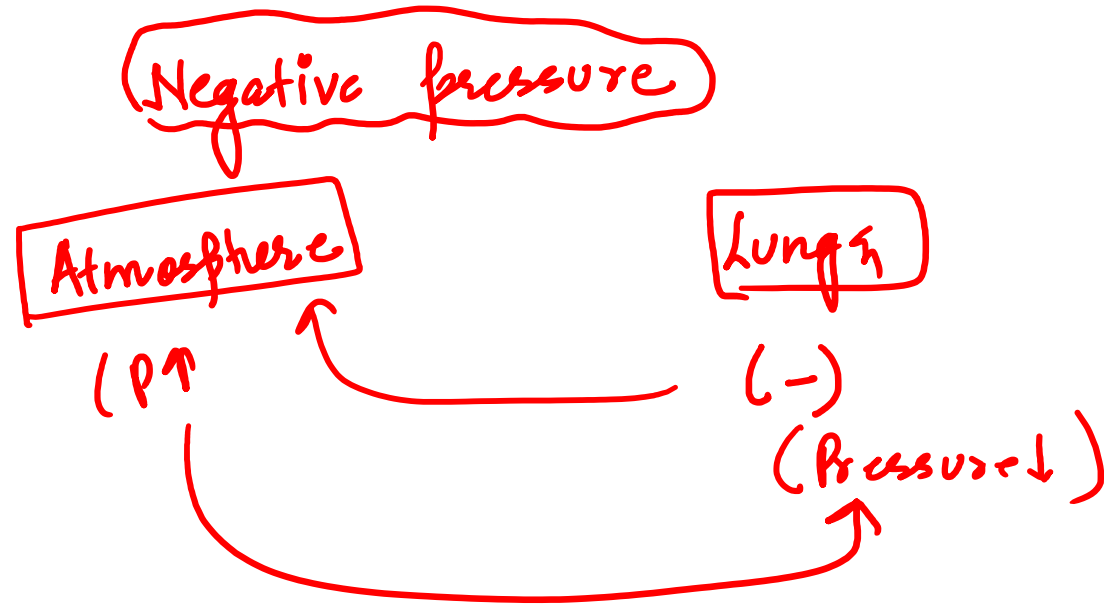 Negative pressure
Atmosphere
Lungs
(P↑
(-)
(Pressure↓)